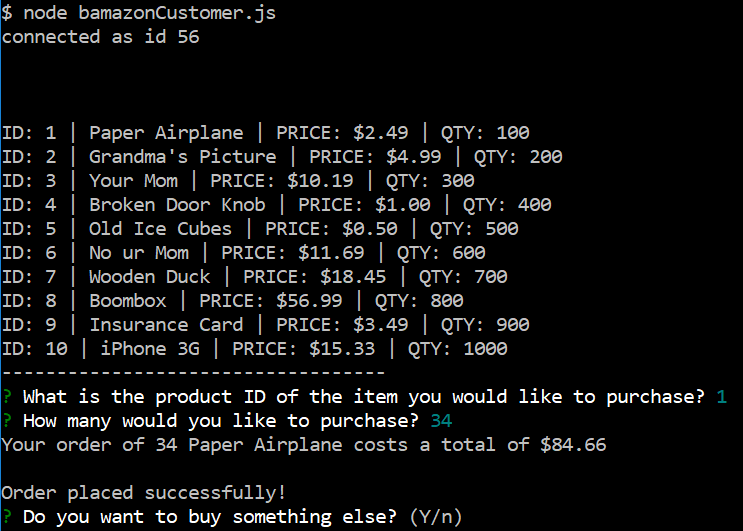 $ node bamazonCustomer.js
connected as id 56
ID: 1 | Paper Airplane | PRICE: $2.49 | QTY: 100
ID: 2 | Grandma's Picture | PRICE: $4.99 | QTY: 200
ID: 3 | Your Mom | PRICE: $10.19 | QTY: 300
ID: 4 | Broken Door Knob | PRICE: $1.00 | QTY: 400
ID: 5 | Old Ice Cubes | PRICE: $0.50 | QTY: 500
ID: 6 | No ur Mom | PRICE: $11.69 | QTY: 600
ID: 7 | Wooden Duck | PRICE: $18.45 | QTY: 700
ID: 8 | Boombox | PRICE: $56.99 | QTY: 800
ID: 9 | Insurance Card | PRICE: $3.49 | QTY: 900
ID: 10 | iPhone 3G | PRICE: $15.33 | QTY: 1000
-----------------------------------
? What is the product ID of the item you would like to purchase? 1
? How many would you like to purchase? 34
Your order of 34 Paper Airplane costs a total of $84.66
Order placed successfully!
? Do you want to buy something else? (Y/n)